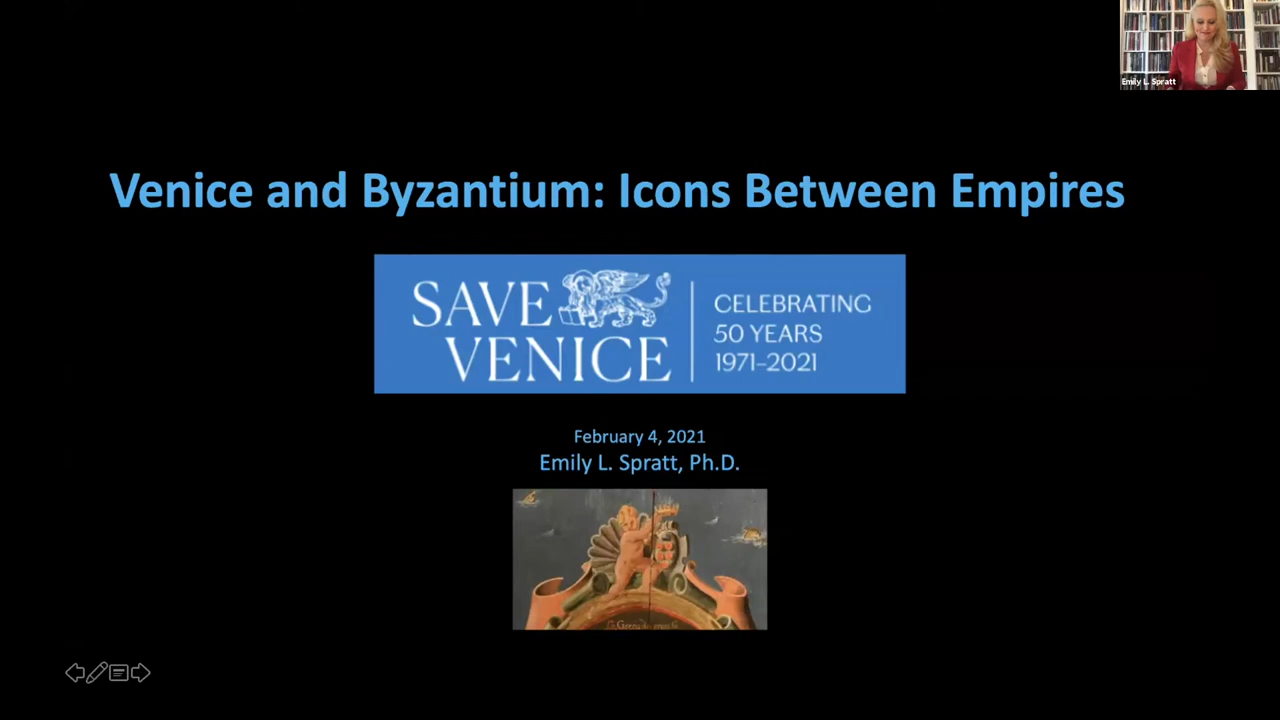 Emily L. Spratt
Venice and Byzantium: Icons Between Empires
SAVE
VENICE
CELEBRATING
50 YEARS
1971–2021
February 4, 2021
Emily L. Spratt, Ph.D.